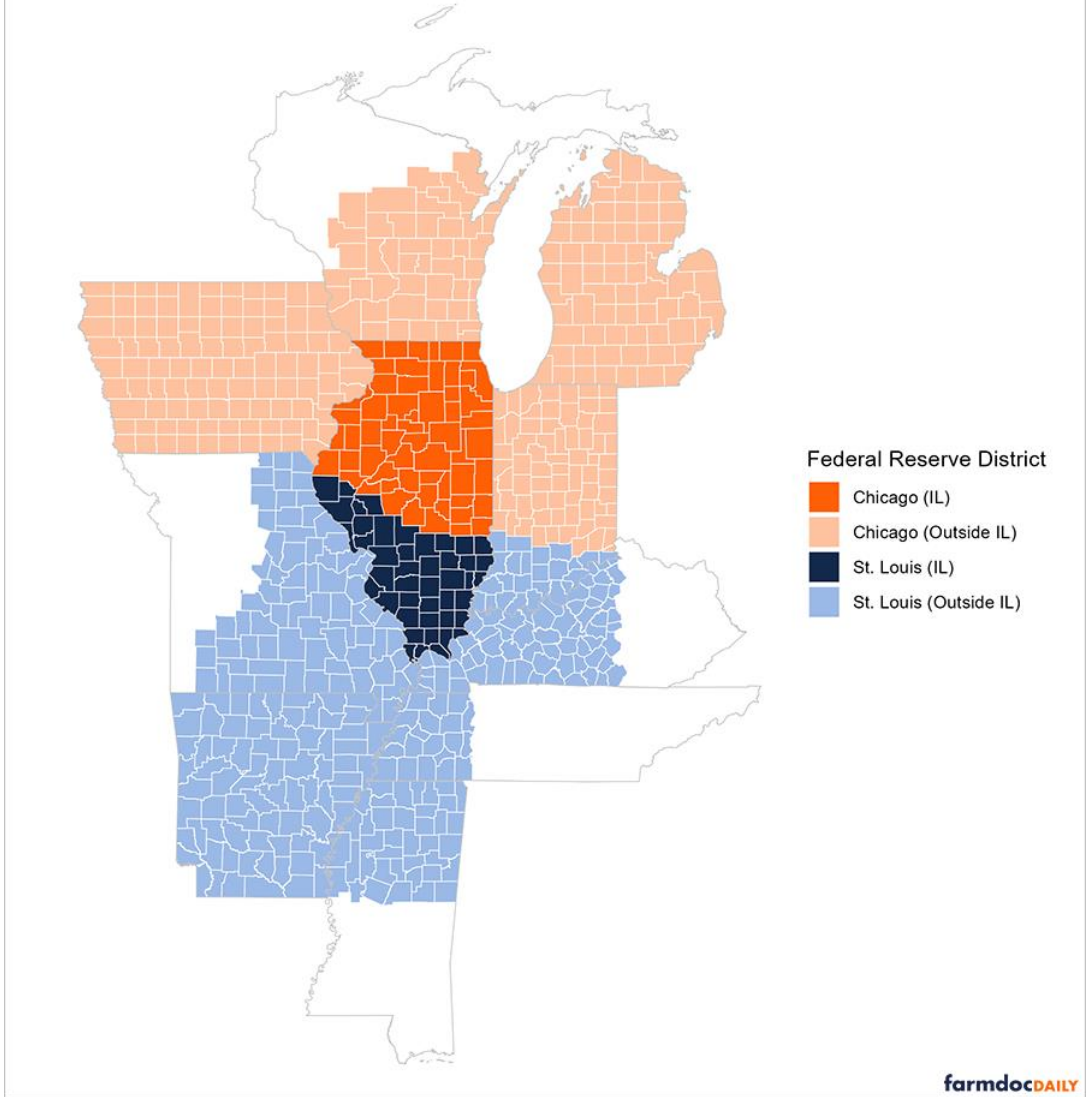 Federal Reserve District
Chicago (IL)
Chicago (Outside IL)
St. Louis (IL)
St. Louis (Outside IL)
farmdocDAILY